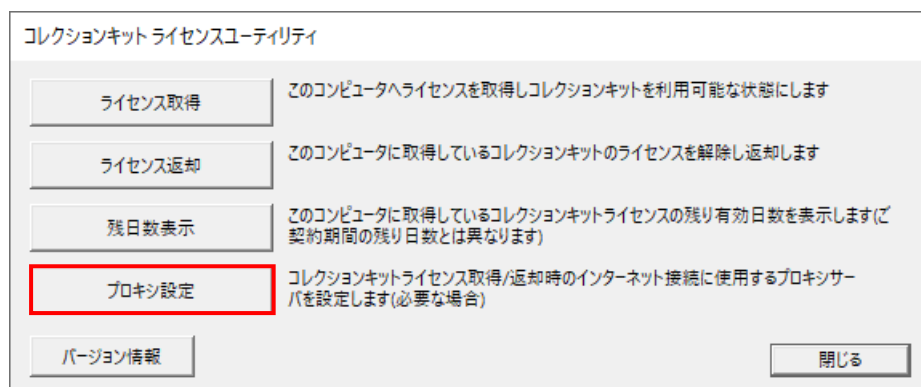 コレクションキット ライセンスユーティリティ
ライセンス取得
このコンピュータへライセンスを取得しコレクションキットを利用可能な状態にします
ライセンス返却
このコンピュータに取得しているコレクションキットのライセンスを解除し返却します
残日数表示
このコンピュータに取得しているコレクションキットライセンスの残り有効日数を表示します(ご
契約期間の残り日数とは異なります)
プロキシ設定
コレクションキットライセンス取得/返却時のインターネット接続に使用するプロキシサー
バを設定します(必要な場合)
バージョン情報
閉じる